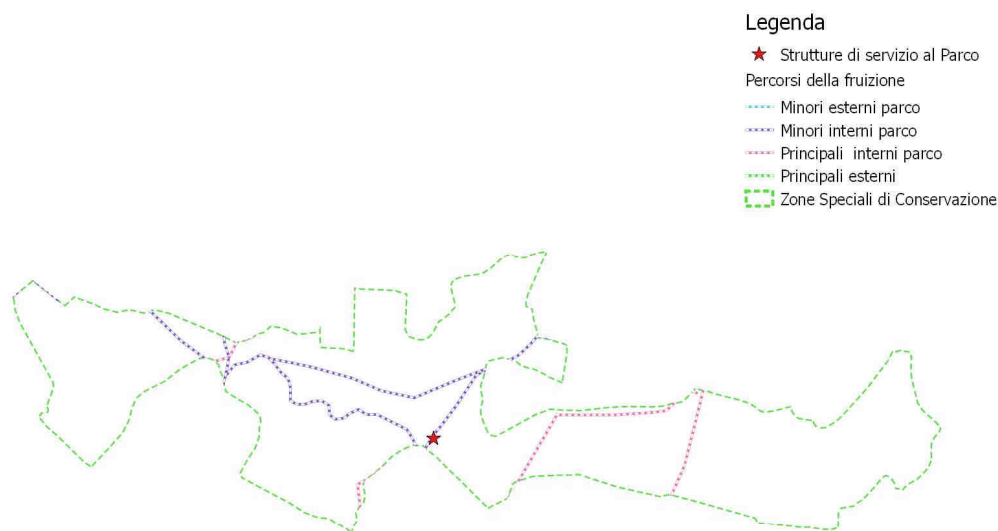 Legenda
Strutture di servizio al Parco
Percorsi della fruizione
Minori esterni parco
Minori interni parco
Principali interni parco
Principali esterni
Zone Speciali di Conservazione